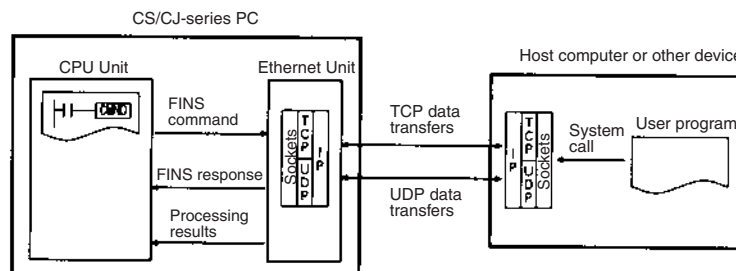 CS/CJ-series PC
CPU Unit
Ethernet Unit
Host computer or other device
CMND
FINS
command
FINS response
Processing
results
Sockets
TCP
UDP
IP
TCP data
transfers
UDP data
transfers
IP
TCP
UDP
Sockets
System
call
User program